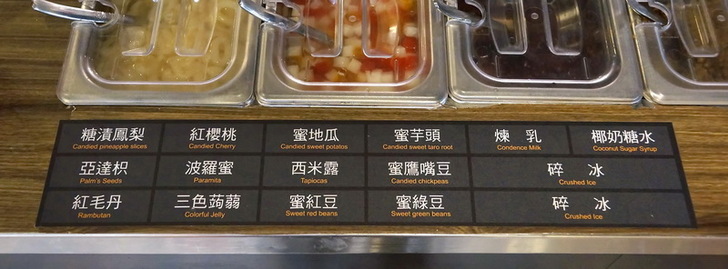 糖漬鳳梨 紅櫻桃 蜜地瓜 蜜芋頭 煉乳 椰奶糖水
Candied pineapple slices Candied Cherry Candied sweet potatos Candied sweet taro root Condence Milk Coconut Sugar Syrup
亞達枳 波羅蜜 西米露 蜜鷹嘴豆 碎冰
Palm's Seeds Paramita Tapiocas Candied chickpeas Crushed Ice
紅毛丹 三色蒟蒻 蜜紅豆 蜜綠豆 碎冰
Rambutan Colorful Jelly Sweet red beans Sweet green beans Crushed Ice